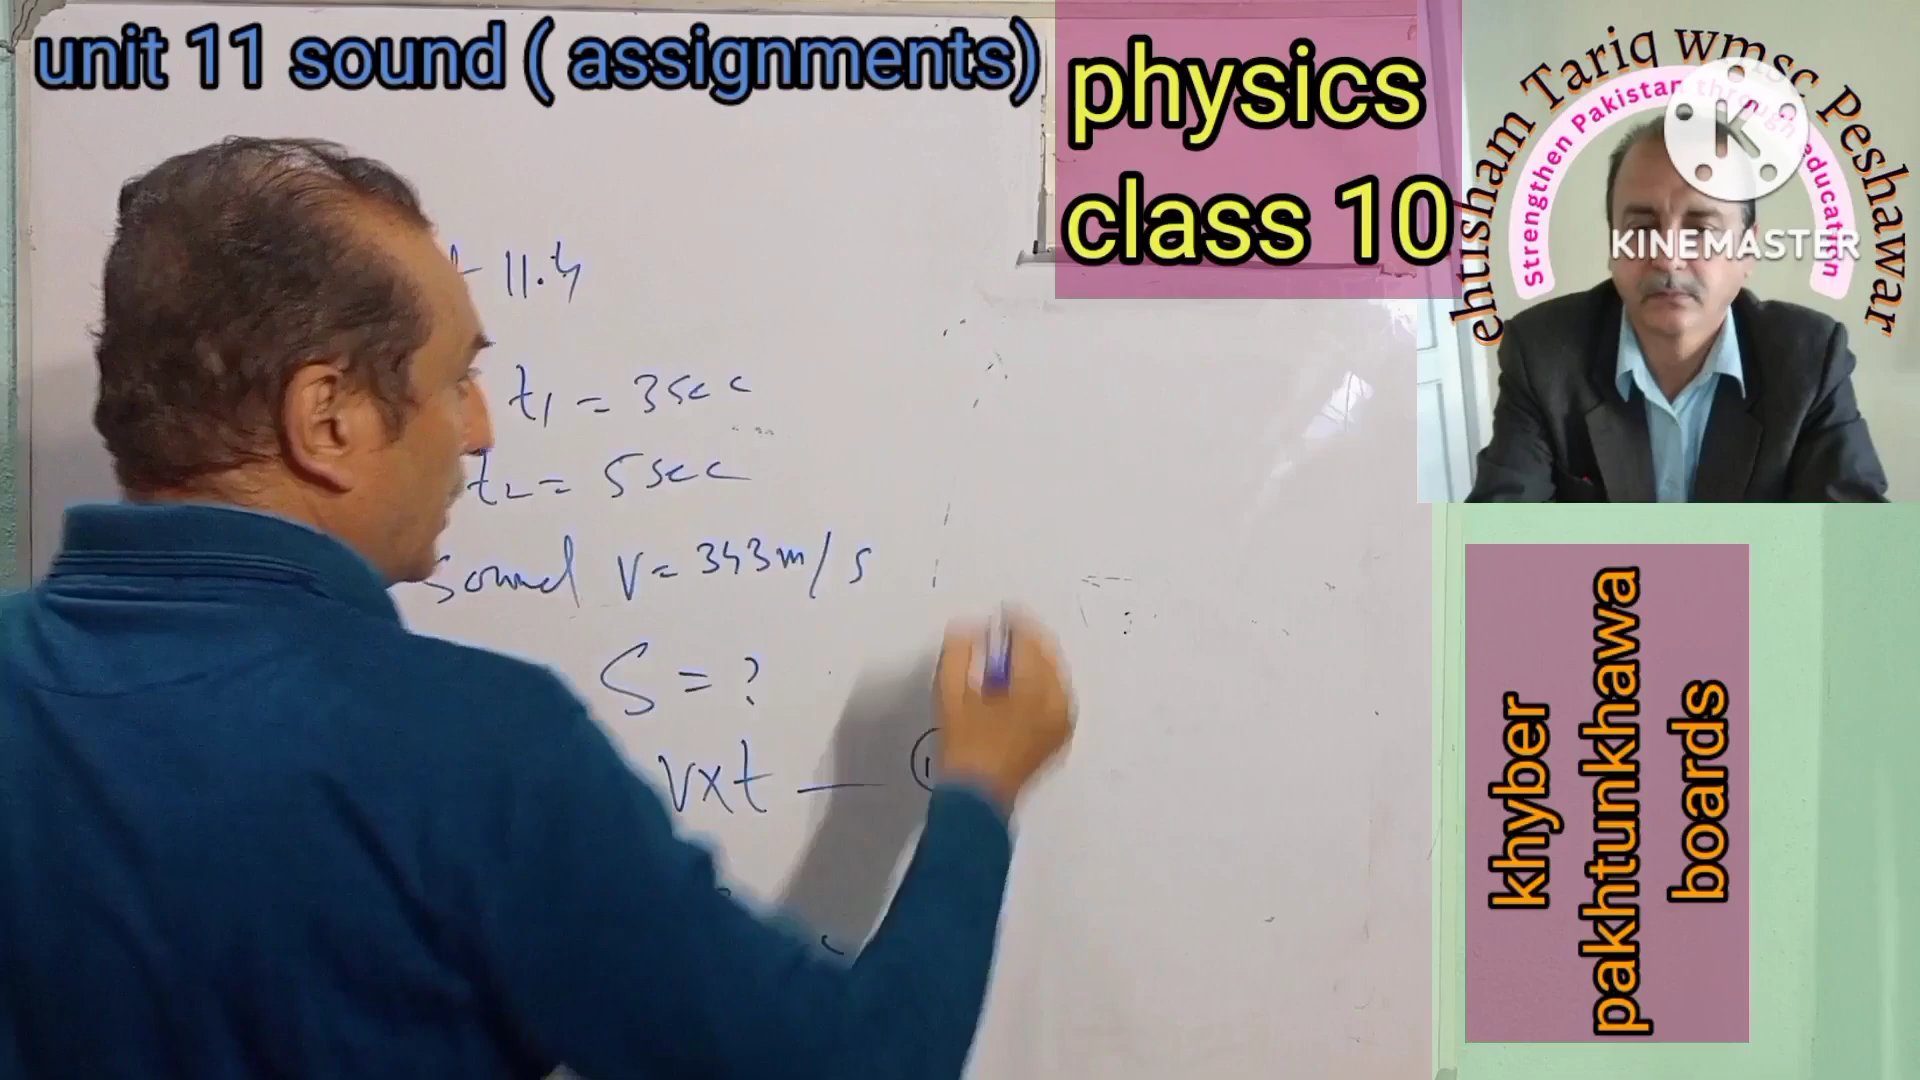 unit 11 sound ( assignments)
physics
class 10
ehtisham Tariq wmsc Peshawar
Strengthen Pakistan through education
K
KINEMASTER
11.4
t1 = 3sec
t2 = 5sec
sound v = 343m/s
S = ?
vxt — 1
khyber
pakhtunkhawa
boards